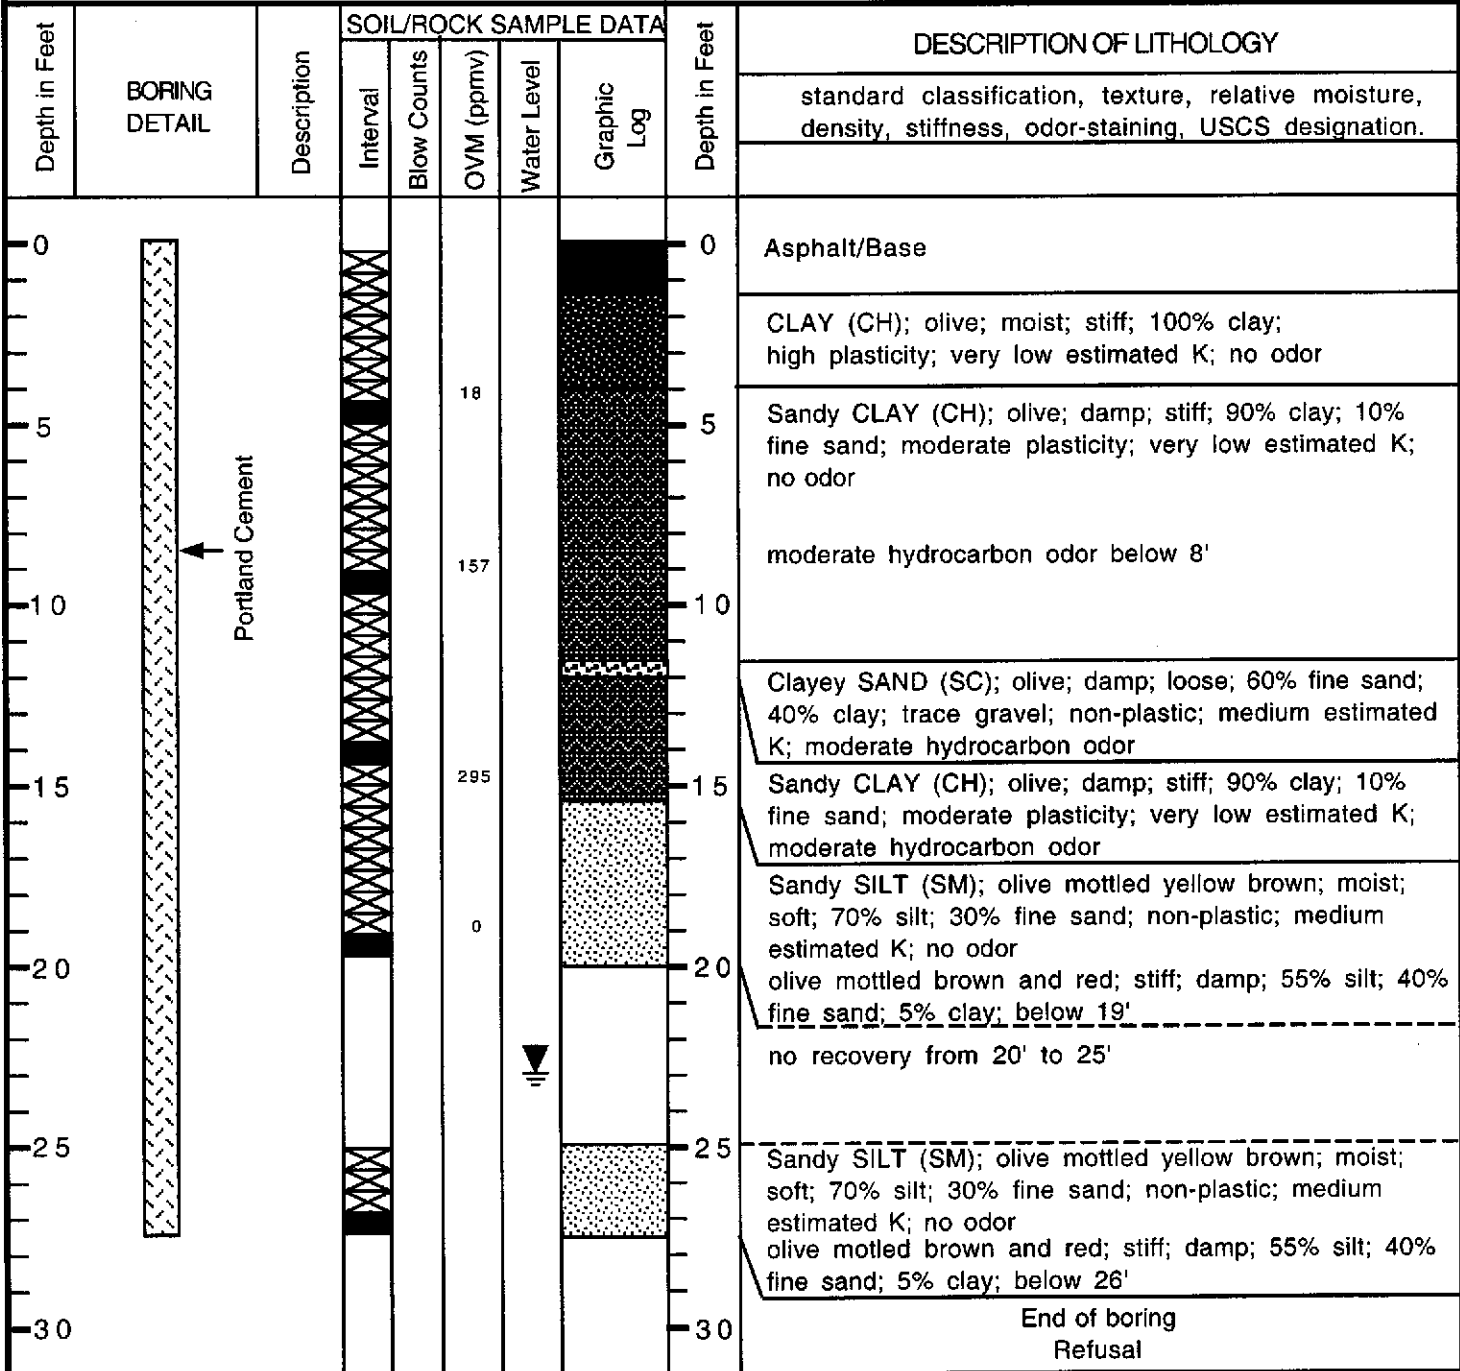 Depth in Feet
BORING
DETAIL
Description
SOIL/ROCK SAMPLE DATA
Interval
Blow Counts
OVM (ppmv)
Water Level
Graphic
Log
Depth in Feet
DESCRIPTION OF LITHOLOGY
standard classification, texture, relative moisture,
density, stiffness, odor-staining, USCS designation.
0
5
10
15
20
25
30
Portland Cement
18
157
295
0
0
5
10
15
20
25
30
Asphalt/Base
CLAY (CH); olive; moist; stiff; 100% clay;
high plasticity; very low estimated K; no odor
Sandy CLAY (CH); olive; damp; stiff; 90% clay; 10%
fine sand; moderate plasticity; very low estimated K;
no odor
moderate hydrocarbon odor below 8'
Clayey SAND (SC); olive; damp; loose; 60% fine sand;
40% clay; trace gravel; non-plastic; medium estimated
K; moderate hydrocarbon odor
Sandy CLAY (CH); olive; damp; stiff; 90% clay; 10%
fine sand; moderate plasticity; very low estimated K;
moderate hydrocarbon odor
Sandy SILT (SM); olive mottled yellow brown; moist;
soft; 70% silt; 30% fine sand; non-plastic; medium
estimated K; no odor
olive mottled brown and red; stiff; damp; 55% silt; 40%
fine sand; 5% clay; below 19'
no recovery from 20' to 25'
Sandy SILT (SM); olive mottled yellow brown; moist;
soft; 70% silt; 30% fine sand; non-plastic; medium
estimated K; no odor
olive motled brown and red; stiff; damp; 55% silt; 40%
fine sand; 5% clay; below 26'
End of boring
Refusal